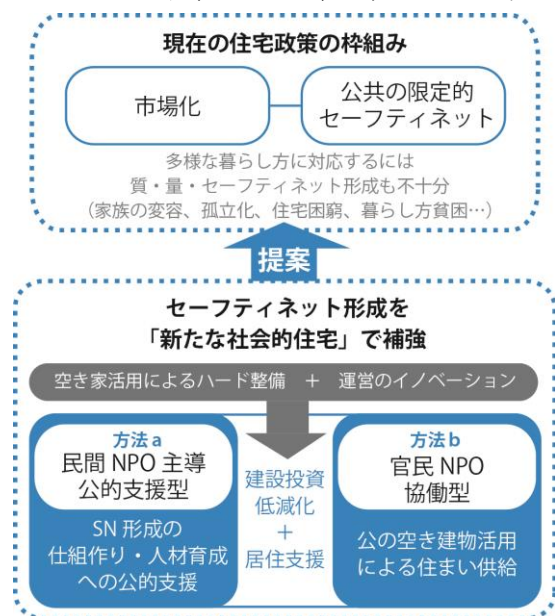 現在の住宅政策の枠組み
市場化
公共の限定的
セーフティネット
多様な暮らし方に対応するには
質・量・セーフティネット形成も不十分
（家族の変容、孤立化、住宅困窮、暮らし方貧困…）
提案
セーフティネット形成を
「新たな社会的住宅」で補強
空き家活用によるハード整備　＋　運営のイノベーション
方法a
民間 NPO 主導
公的支援型
SN 形成の
仕組作り・人材育成
への公的支援
建設投資
低減化
＋
居住支援
方法b
官民 NPO
協働型
公の空き建物活用
による住まい供給